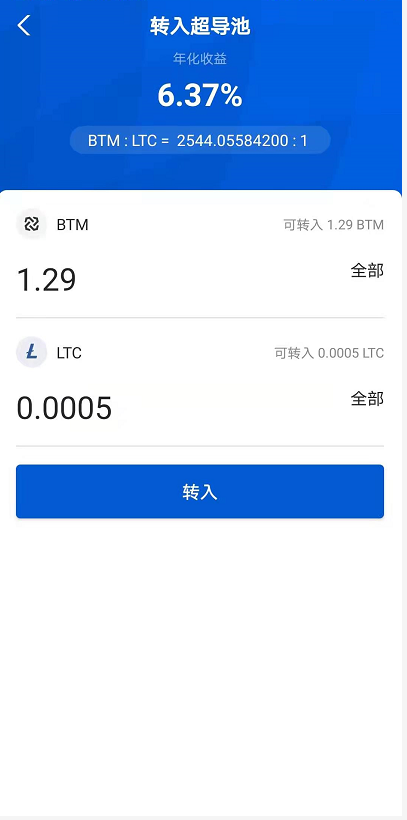 转入超导池
年化收益
6.37%
BTM : LTC = 2544.05584200 : 1
BTM 可转入 1.29 BTM
1.29 全部
LTC 可转入 0.0005 LTC
0.0005 全部
转入